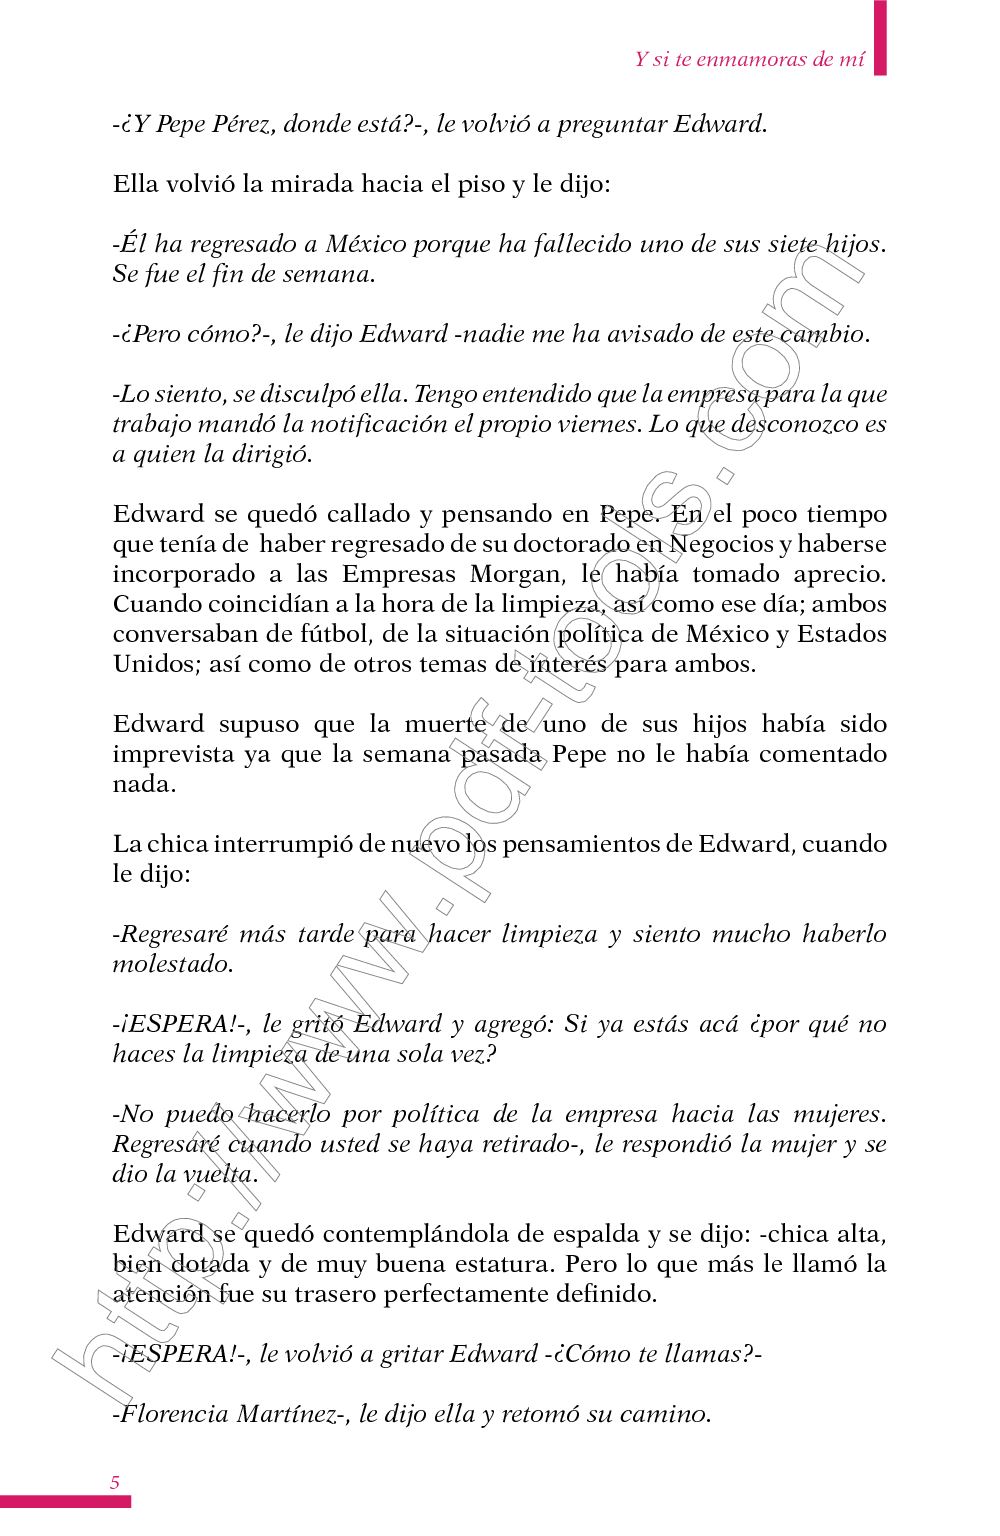 Y si te enmamoras de mí
-¿Y Pepe Pérez, donde está?-, le volvió a preguntar Edward.
Ella volvió la mirada hacia el piso y le dijo:
-Él ha regresado a México porque ha fallecido uno de sus siete hijos.
Se fue el fin de semana.
-¿Pero cómo?-, le dijo Edward -nadie me ha avisado de este cambio.
-Lo siento, se disculpó ella. Tengo entendido que la empresa para la que
trabajo mandó la notificación el propio viernes. Lo que desconozco es
a quien la dirigió.
Edward se quedó callado y pensando en Pepe. En el poco tiempo
que tenía de haber regresado de su doctorado en Negocios y haberse
incorporado a las Empresas Morgan, le había tomado aprecio.
Cuando coincidían a la hora de la limpieza, así como ese día; ambos
conversaban de fútbol, de la situación política de México y Estados
Unidos; así como de otros temas de interés para ambos.
Edward supuso que la muerte de uno de sus hijos había sido
imprevista ya que la semana pasada Pepe no le había comentado
nada.
La chica interrumpió de nuevo los pensamientos de Edward, cuando
le dijo:
-Regresaré más tarde para hacer limpieza y siento mucho haberlo
molestado.
-¡ESPERA!-, le gritó Edward y agregó: Si ya estás acá ¿por qué no
haces la limpieza de una sola vez?
-No puedo hacerlo por política de la empresa hacia las mujeres.
Regresaré cuando usted se haya retirado-, le respondió la mujer y se
dio la vuelta.
Edward se quedó contemplándola de espalda y se dijo: -chica alta,
bien dotada y de muy buena estatura. Pero lo que más le llamó la
atención fue su trasero perfectamente definido.
-¡ESPERA!-, le volvió a gritar Edward -¿Cómo te llamas?-
-Florencia Martínez-, le dijo ella y retomó su camino.
5
http://www.pdf-tools.com